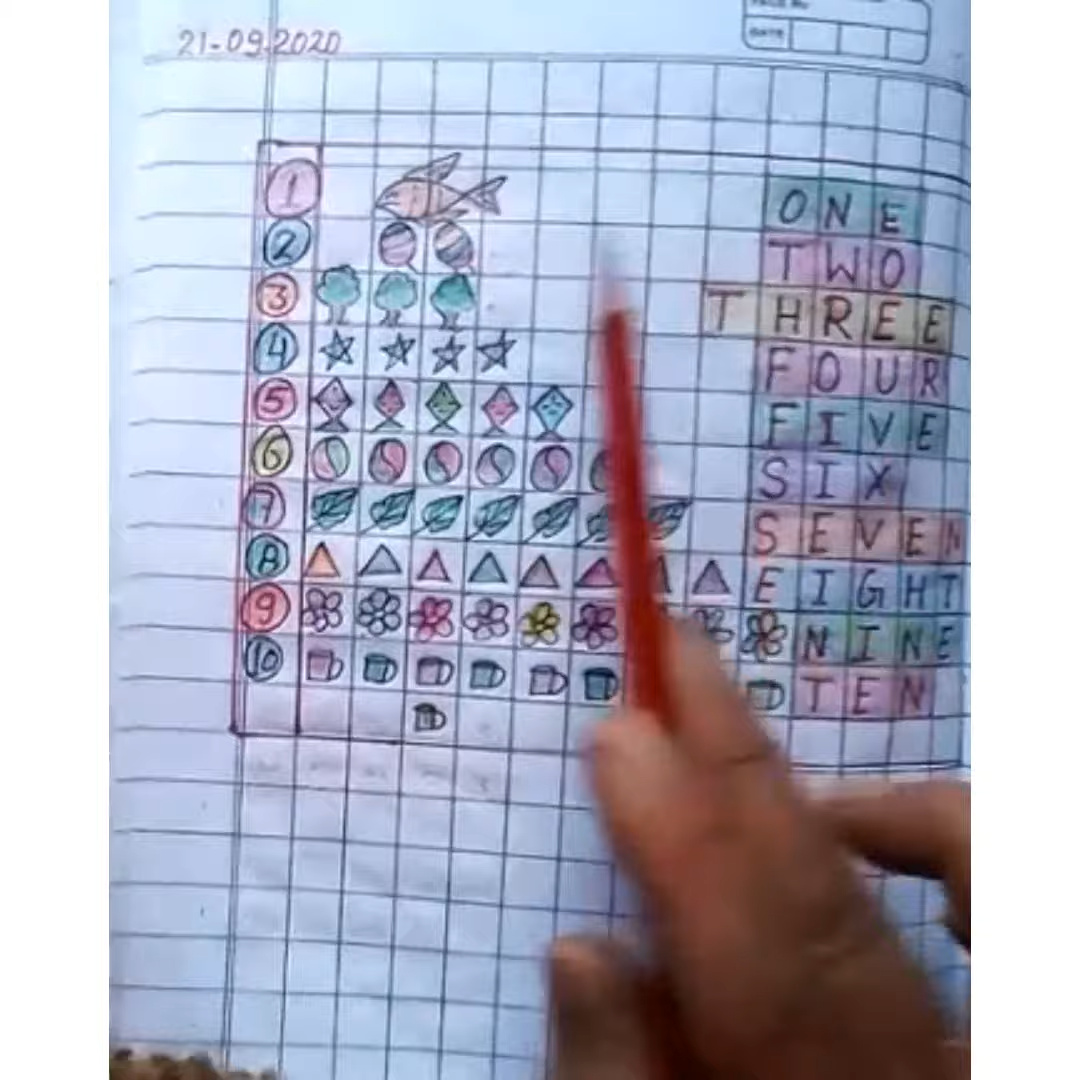 DATE
21-09-2020
1 ONE
2 TWO
3 THREE
4 FOUR
5 FIVE
6 SIX
7 SEVEN
8 EIGHT
9 NINE
10 TEN